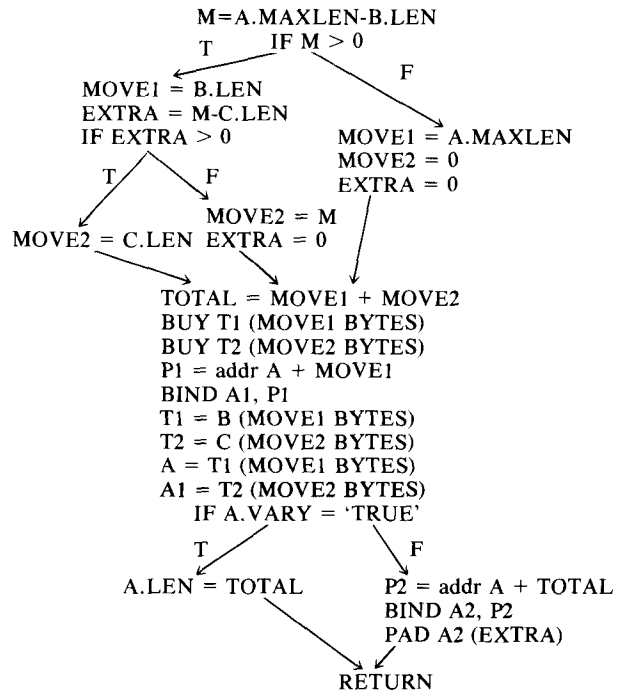 M=A.MAXLEN-B.LEN
IF M > 0
T
F
MOVE1 = B.LEN
EXTRA = M-C.LEN
IF EXTRA > 0
MOVE1 = A.MAXLEN
MOVE2 = 0
EXTRA = 0
T
F
MOVE2 = C.LEN
MOVE2 = M
EXTRA = 0
TOTAL = MOVE1 + MOVE2
BUY T1 (MOVE1 BYTES)
BUY T2 (MOVE2 BYTES)
P1 = addr A + MOVE1
BIND A1, P1
T1 = B (MOVE1 BYTES)
T2 = C (MOVE2 BYTES)
A = T1 (MOVE1 BYTES)
A1 = T2 (MOVE2 BYTES)
IF A.VARY = ‘TRUE’
T
F
A.LEN = TOTAL
P2 = addr A + TOTAL
BIND A2, P2
PAD A2 (EXTRA)
RETURN